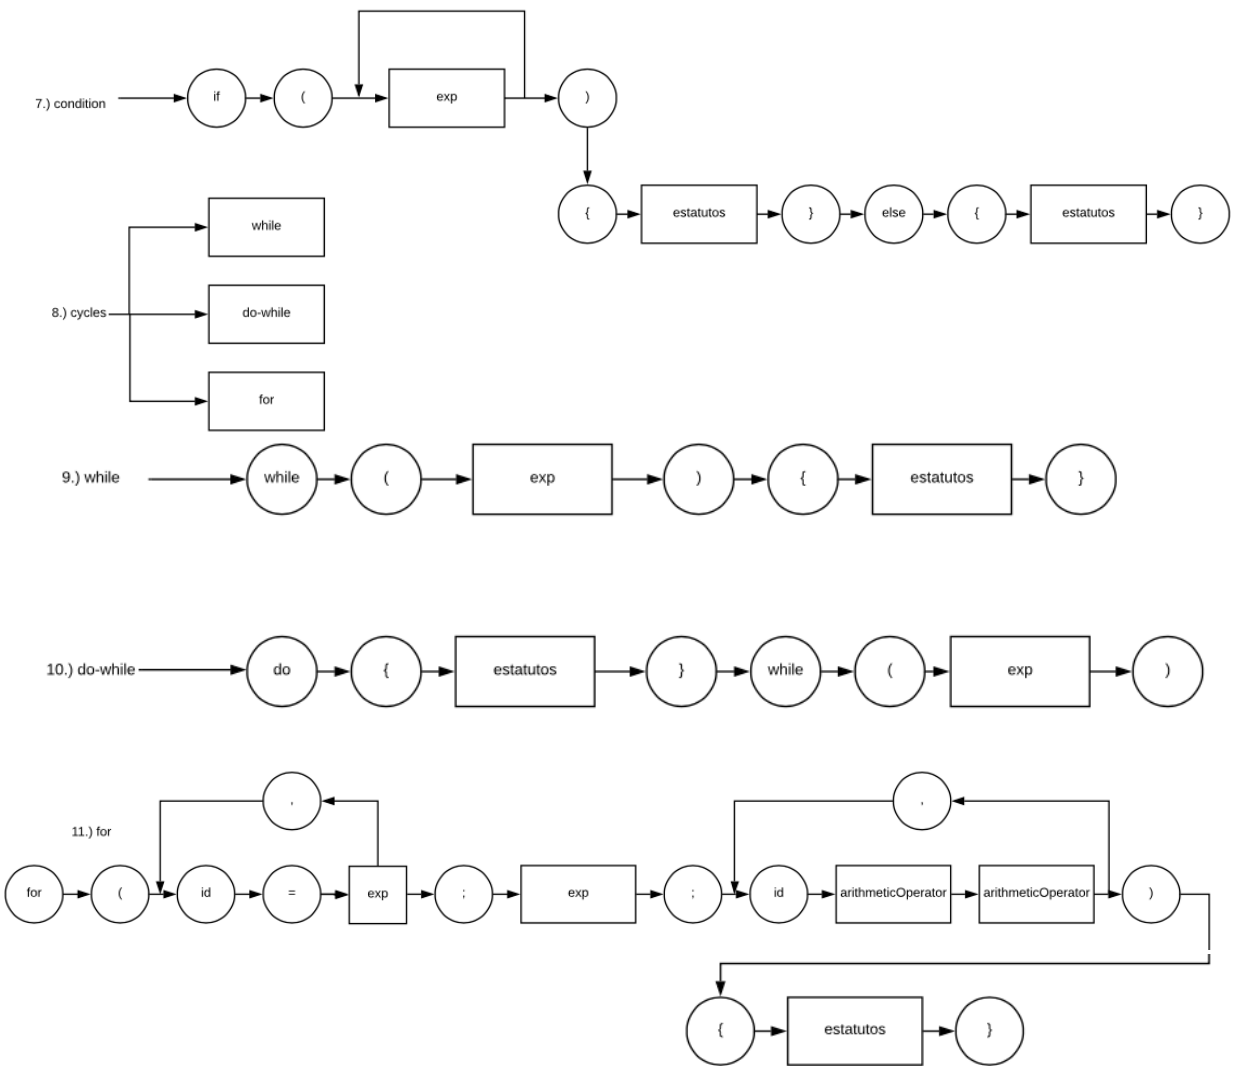 7.) condition if ( exp )
{ estatutos } else { estatutos }
while
8.) cycles do-while
for
9.) while while ( exp ) { estatutos }
10.) do-while do { estatutos } while ( exp )
, ,
11.) for
for ( id = exp ; exp ; id arithmeticOperator arithmeticOperator )
{ estatutos }